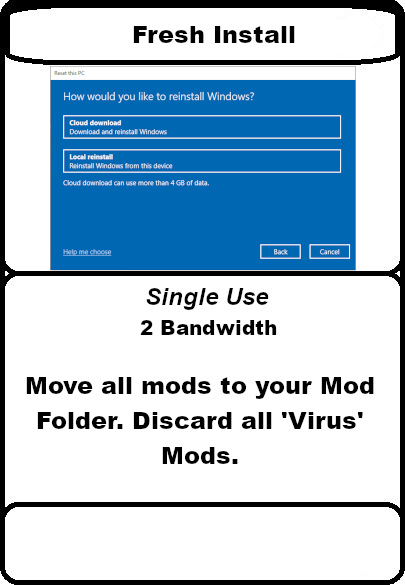 Fresh Install
Reset this PC
How would you like to reinstall Windows?
Cloud download
Download and reinstall Windows
Local reinstall
Reinstall Windows from this device
Cloud download can use more than 4 GB of data.
Help me choose
Back
Cancel
Single Use
2 Bandwidth
Move all mods to your Mod
Folder. Discard all 'Virus'
Mods.